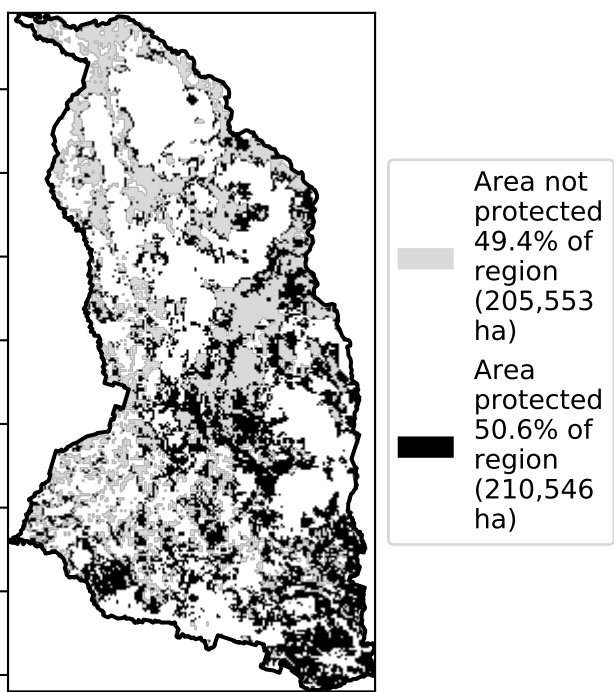 Area not
protected
49.4% of
region
(205,553
ha)
Area
protected
50.6% of
region
(210,546
ha)